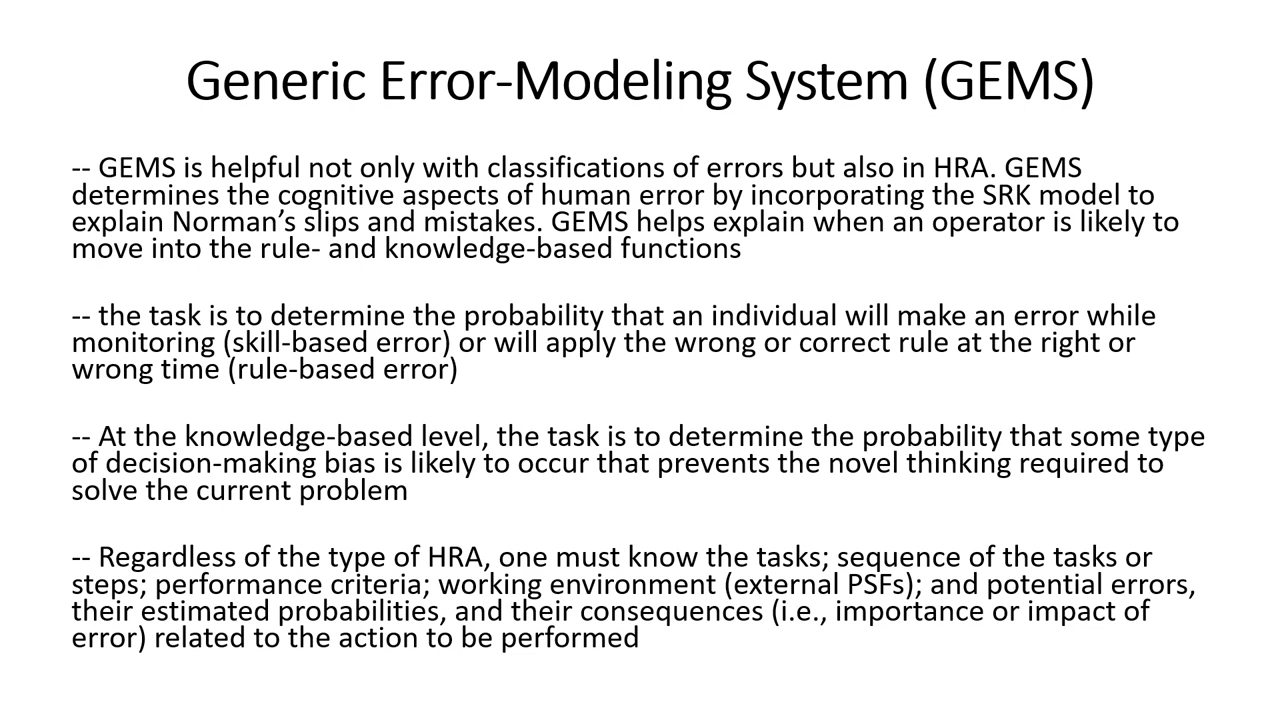 Generic Error-Modeling System (GEMS)
-- GEMS is helpful not only with classifications of errors but also in HRA. GEMS
determines the cognitive aspects of human error by incorporating the SRK model to
explain Norman’s slips and mistakes. GEMS helps explain when an operator is likely to
move into the rule- and knowledge-based functions
-- the task is to determine the probability that an individual will make an error while
monitoring (skill-based error) or will apply the wrong or correct rule at the right or
wrong time (rule-based error)
-- At the knowledge-based level, the task is to determine the probability that some type
of decision-making bias is likely to occur that prevents the novel thinking required to
solve the current problem
-- Regardless of the type of HRA, one must know the tasks; sequence of the tasks or
steps; performance criteria; working environment (external PSFs); and potential errors,
their estimated probabilities, and their consequences (i.e., importance or impact of
error) related to the action to be performed